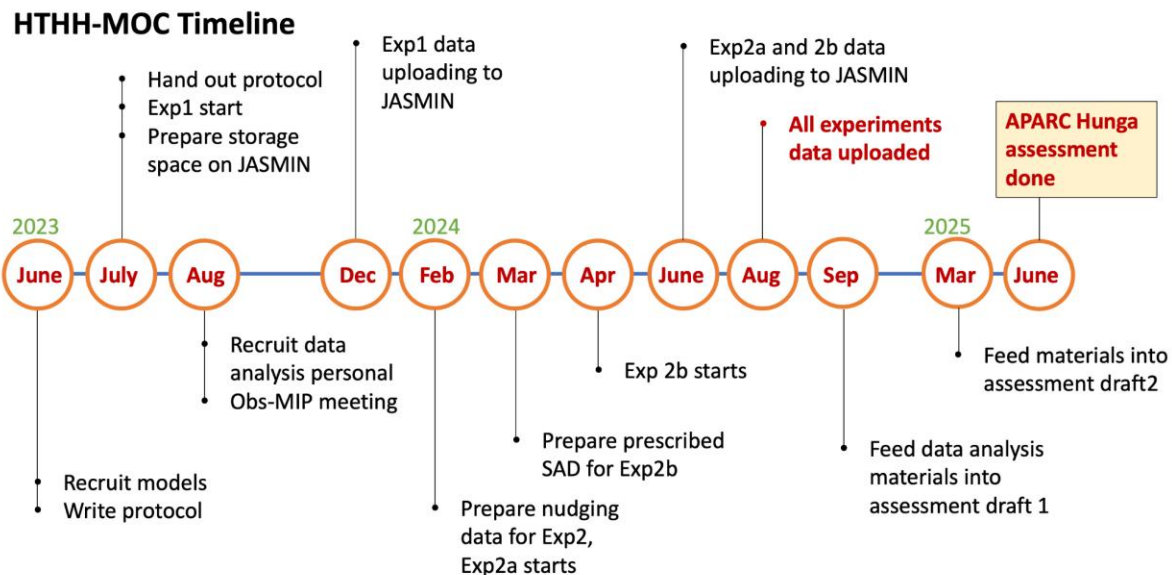 HTHH-MOC Timeline
Hand out protocol
Exp1 start
Prepare storage
space on JASMIN
Exp1 data
uploading to
JASMIN
Exp2a and 2b data
uploading to JASMIN
All experiments
data uploaded
APARC Hunga
assessment
done
2023
2024
2025
June
July
Aug
Dec
Feb
Mar
Apr
June
Aug
Sep
Mar
June
Recruit models
Write protocol
Recruit data
analysis personal
Obs-MIP meeting
Prepare nudging
data for Exp2,
Exp2a starts
Prepare prescribed
SAD for Exp2b
Exp 2b starts
Feed data analysis
materials into
assessment draft 1
Feed materials into
assessment draft2